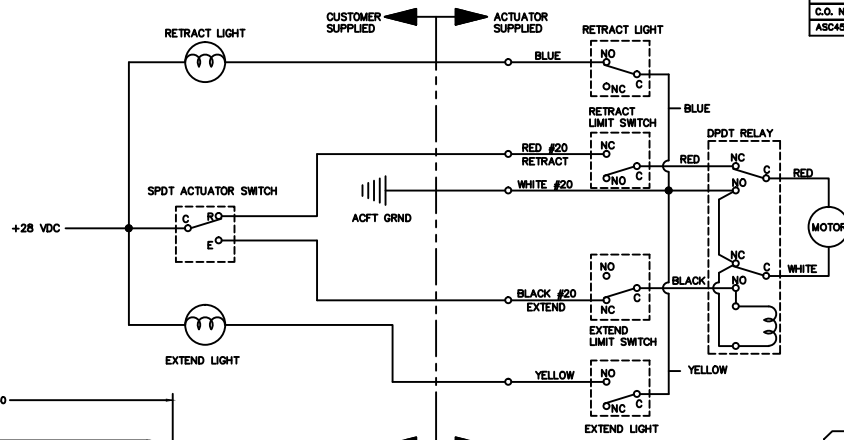 CUSTOMER SUPPLIED
ACTUATOR SUPPLIED
C.O. N
ASC45
RETRACT LIGHT
RETRACT LIGHT
BLUE
NO
NC
C
BLUE
RETRACT
LIMIT SWITCH
DPDT RELAY
RED #20
RETRACT
NC
NO
C
RED
NC
C
RED
NO
WHITE #20
ACFT GRND
SPDT ACTUATOR SWITCH
C
R
E
+28 VDC
MOTOR
NO
NC
C
BLACK
NC
C
WHITE
NO
BLACK #20
EXTEND
EXTEND
LIMIT SWITCH
EXTEND LIGHT
YELLOW
NO
NC
C
YELLOW
EXTEND LIGHT
0